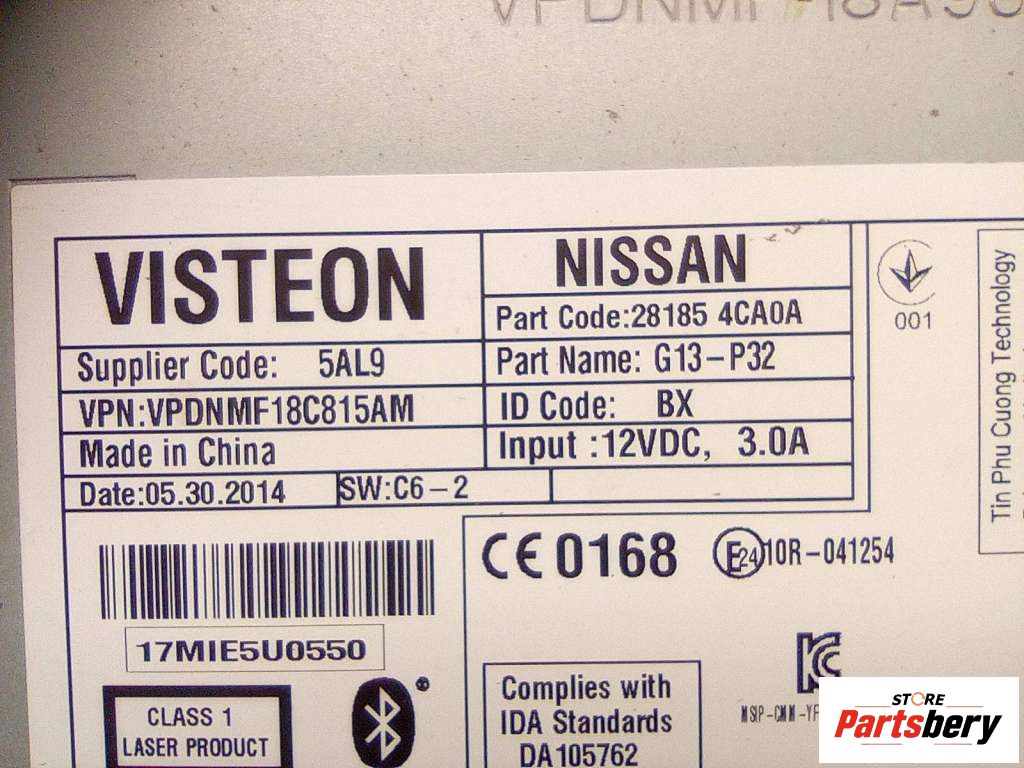 VISTEON
NISSAN
Part Code:28185 4CA0A
Supplier Code: 5AL9
Part Name: G13-P32
VPN:VPDNMF18C815AM
ID Code: BX
Made in China
Input :12VDC, 3.0A
Date:05.30.2014
SW:C6-2
001
Tin Phu Cuong Technology
CE 0168
E24 10R-041254
17MIE5U0550
CLASS 1
LASER PRODUCT
Complies with
IDA Standards
DA105762
STORE
Partsbery